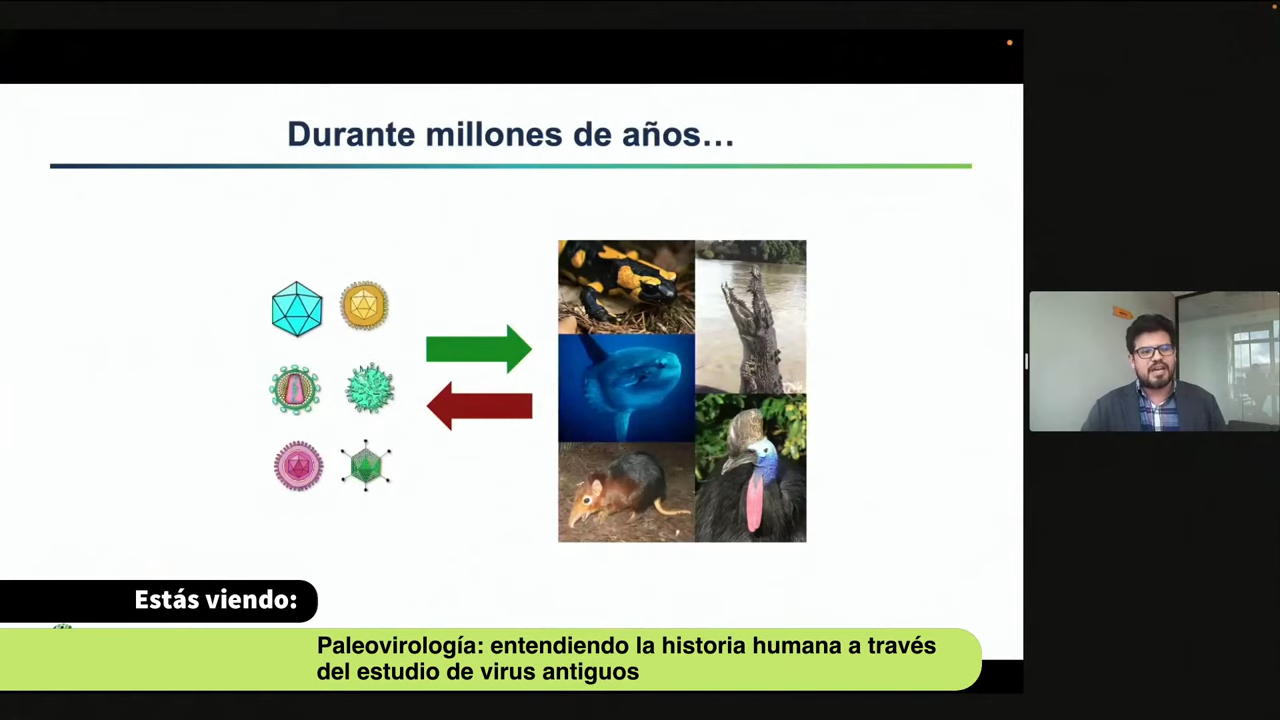 Durante millones de años…
Estás viendo:
Paleovirología: entendiendo la historia humana a través
del estudio de virus antiguos